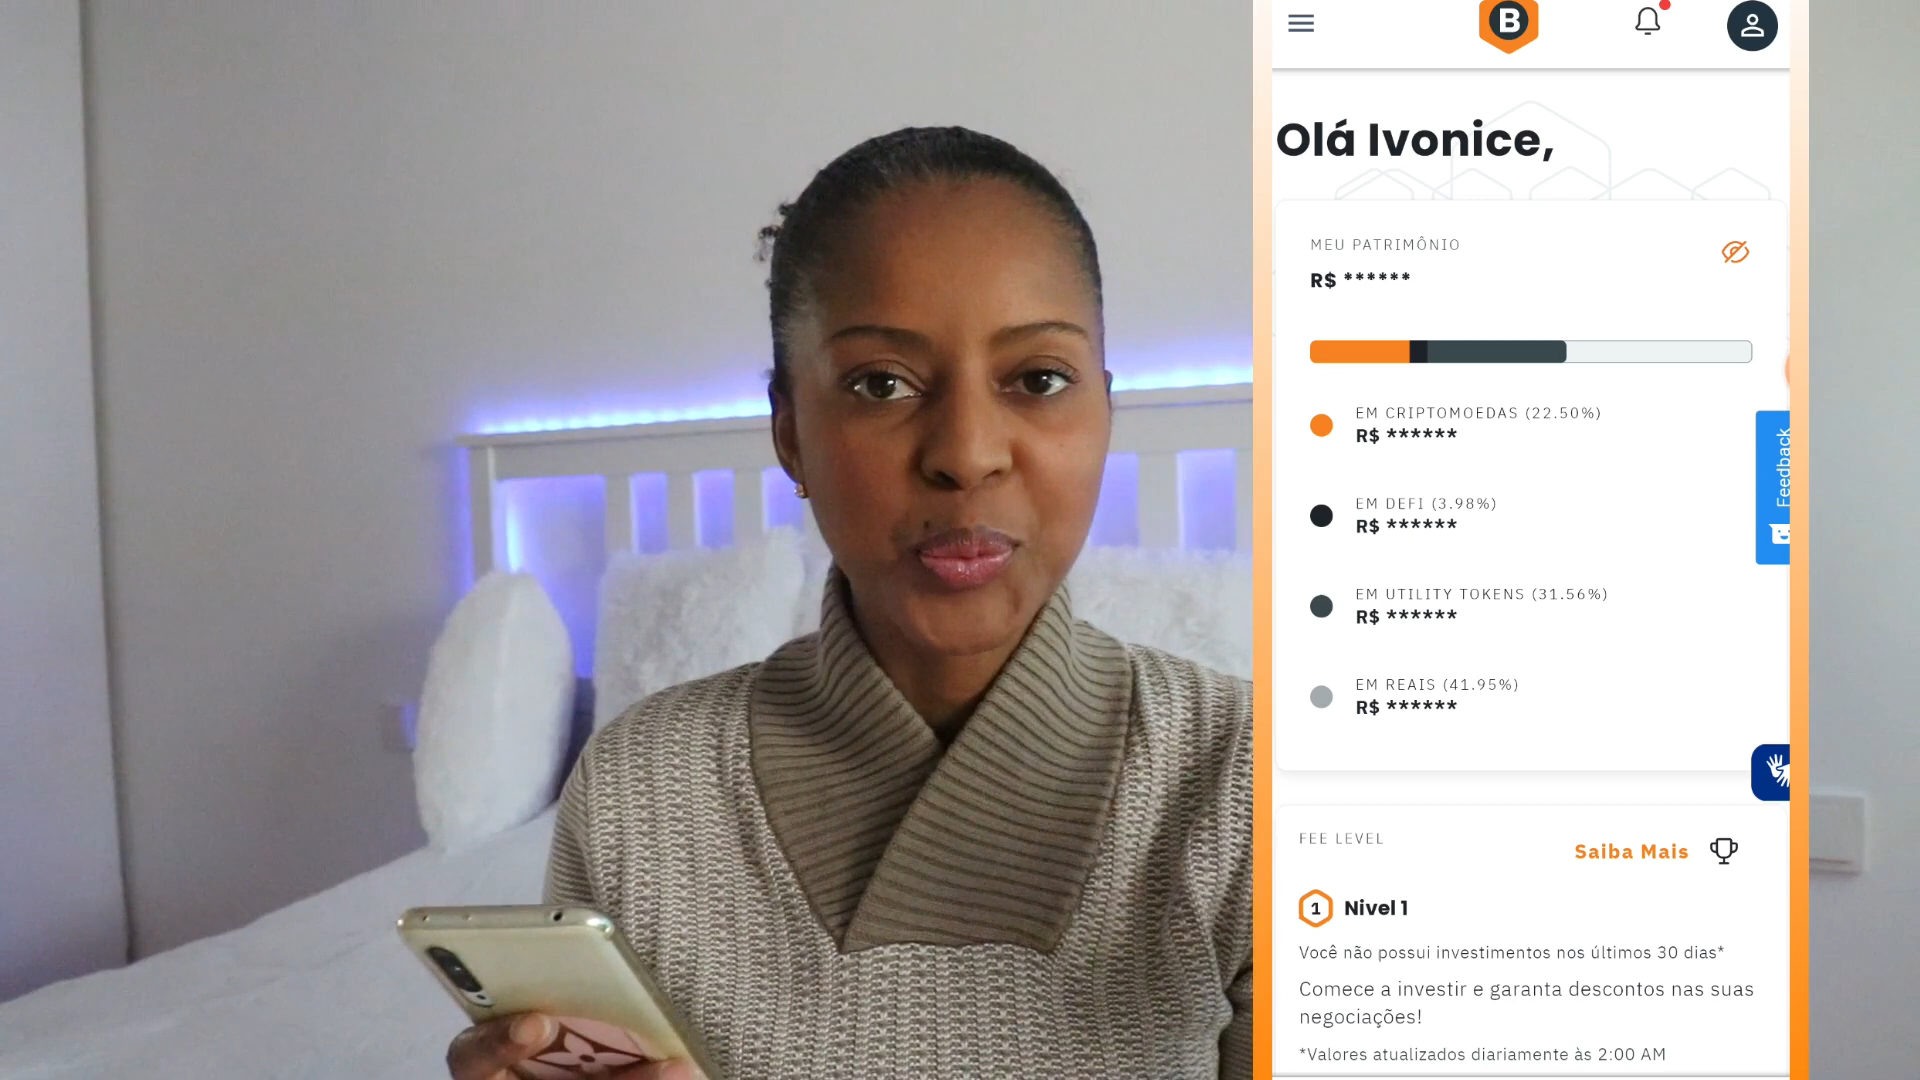 B
Olá Ivonice,
MEU PATRIMÔNIO
R$ ******
EM CRIPTOMOEDAS (22.50%)
R$ ******
EM DEFI (3.98%)
R$ ******
Feedback
EM UTILITY TOKENS (31.56%)
R$ ******
EM REAIS (41.95%)
R$ ******
FEE LEVEL
Saiba Mais
1 Nivel 1
Você não possui investimentos nos últimos 30 dias*
Comece a investir e garanta descontos nas suas
negociações!
*Valores atualizados diariamente às 2:00 AM